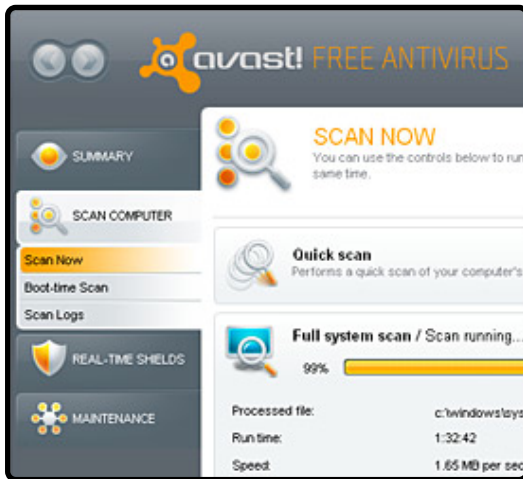 avast! FREE ANTIVIRUS
SUMMARY
SCAN COMPUTER
Scan Now
Boot-time Scan
Scan Logs
REAL-TIME SHIELDS
MAINTENANCE
SCAN NOW
You can use the controls below to run
same time.
Quick scan
Performs a quick scan of your computer's
Full system scan / Scan running...
99%
Processed file: c:\windows\sys
Run time: 1:32:42
Speed: 1.65 MB per sec